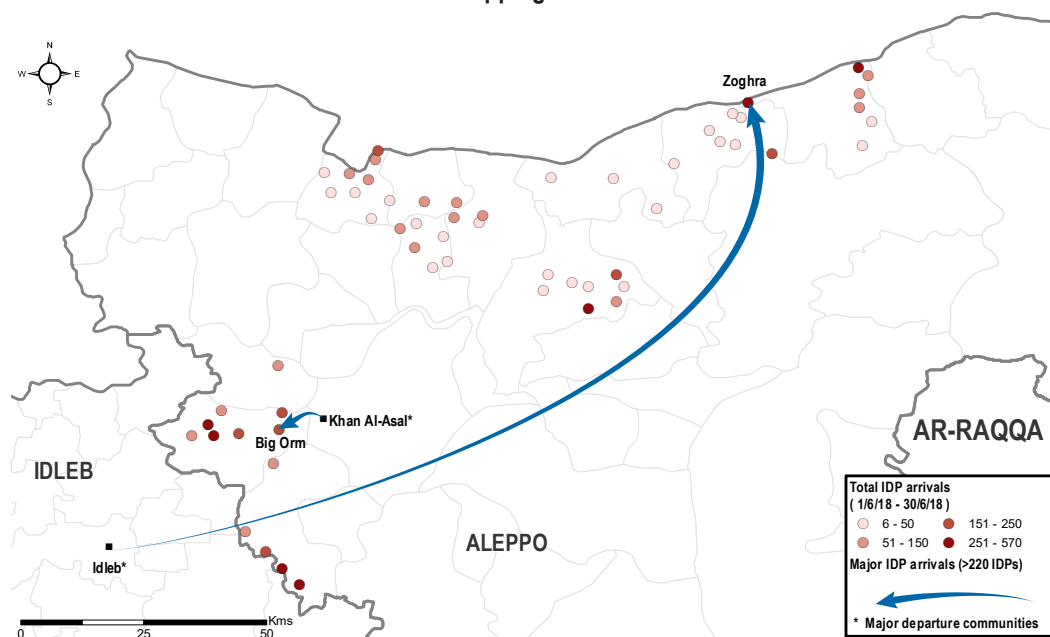 N
W
E
S
Zoghra
Khan Al-Asal*
Big Orm
AR-RAQQA
IDLEB
ALEPPO
Idleb*
Total IDP arrivals
( 1/6/18 - 30/6/18 )
6 - 50
151 - 250
51 - 150
251 - 570
Major IDP arrivals (>220 IDPs)
* Major departure communities
Kms
0
25
50